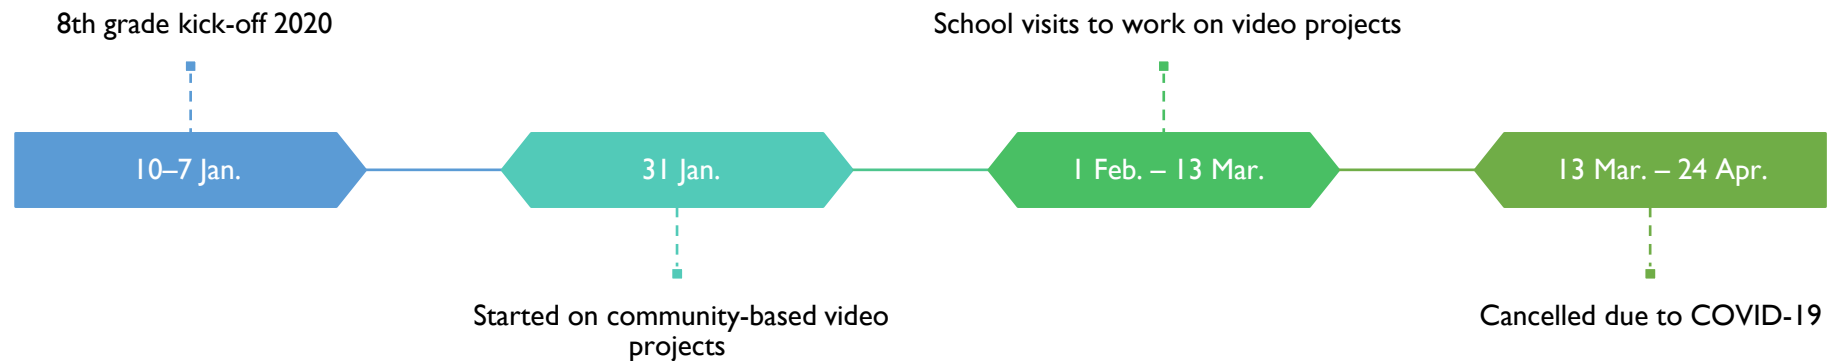 8th grade kick-off 2020
School visits to work on video projects
10–7 Jan.
31 Jan.
1 Feb. – 13 Mar.
13 Mar. – 24 Apr.
Started on community-based video
projects
Cancelled due to COVID-19